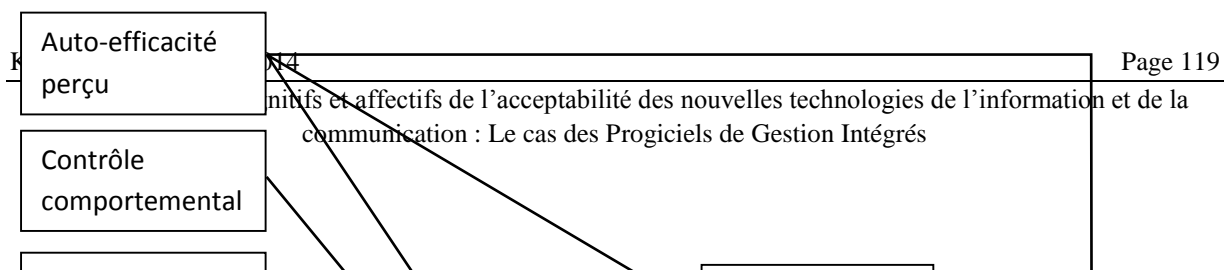 Auto-efficacité
perçu
14 Page 119
et affectifs de l’acceptabilité des nouvelles technologies de l’information et de la
communication : Le cas des Progiciels de Gestion Intégrés
Contrôle
comportemental